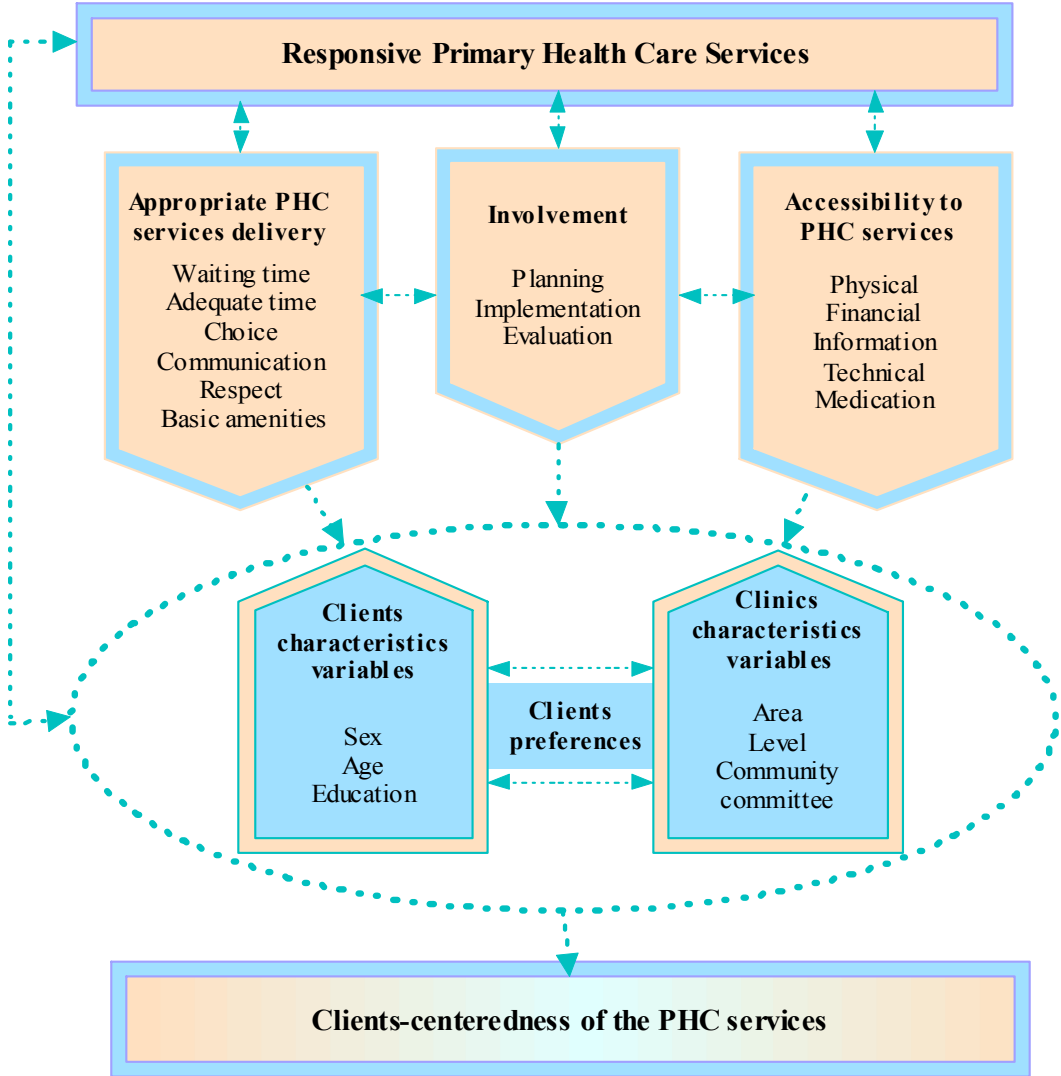 Responsive Primary Health Care Services
Appropriate PHC
services delivery
Waiting time
Adequate time
Choice
Communication
Respect
Basic amenities
Involvement
Planning
Implementation
Evaluation
Accessibility to
PHC services
Physical
Financial
Information
Technical
Medication
Clients
characteristics
variables
Sex
Age
Education
Clients
preferences
Clinics
characteristics
variables
Area
Level
Community
committee
Clients-centeredness of the PHC services